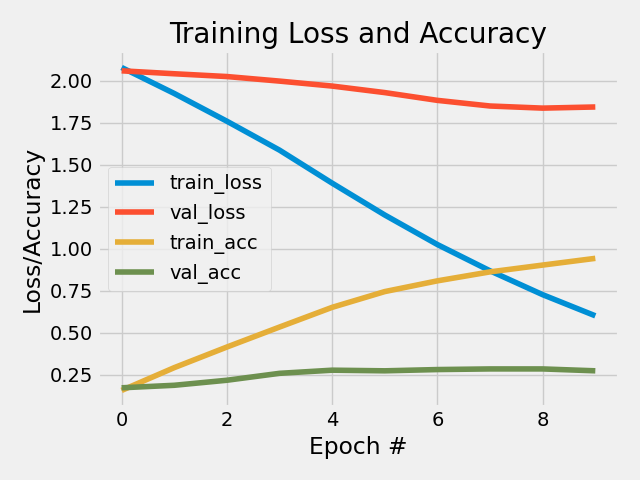 Training Loss and Accuracy
Loss/Accuracy
2.00
1.75
1.50
1.25
1.00
0.75
0.50
0.25
train_loss
val_loss
train_acc
val_acc
0 2 4 6 8
Epoch #